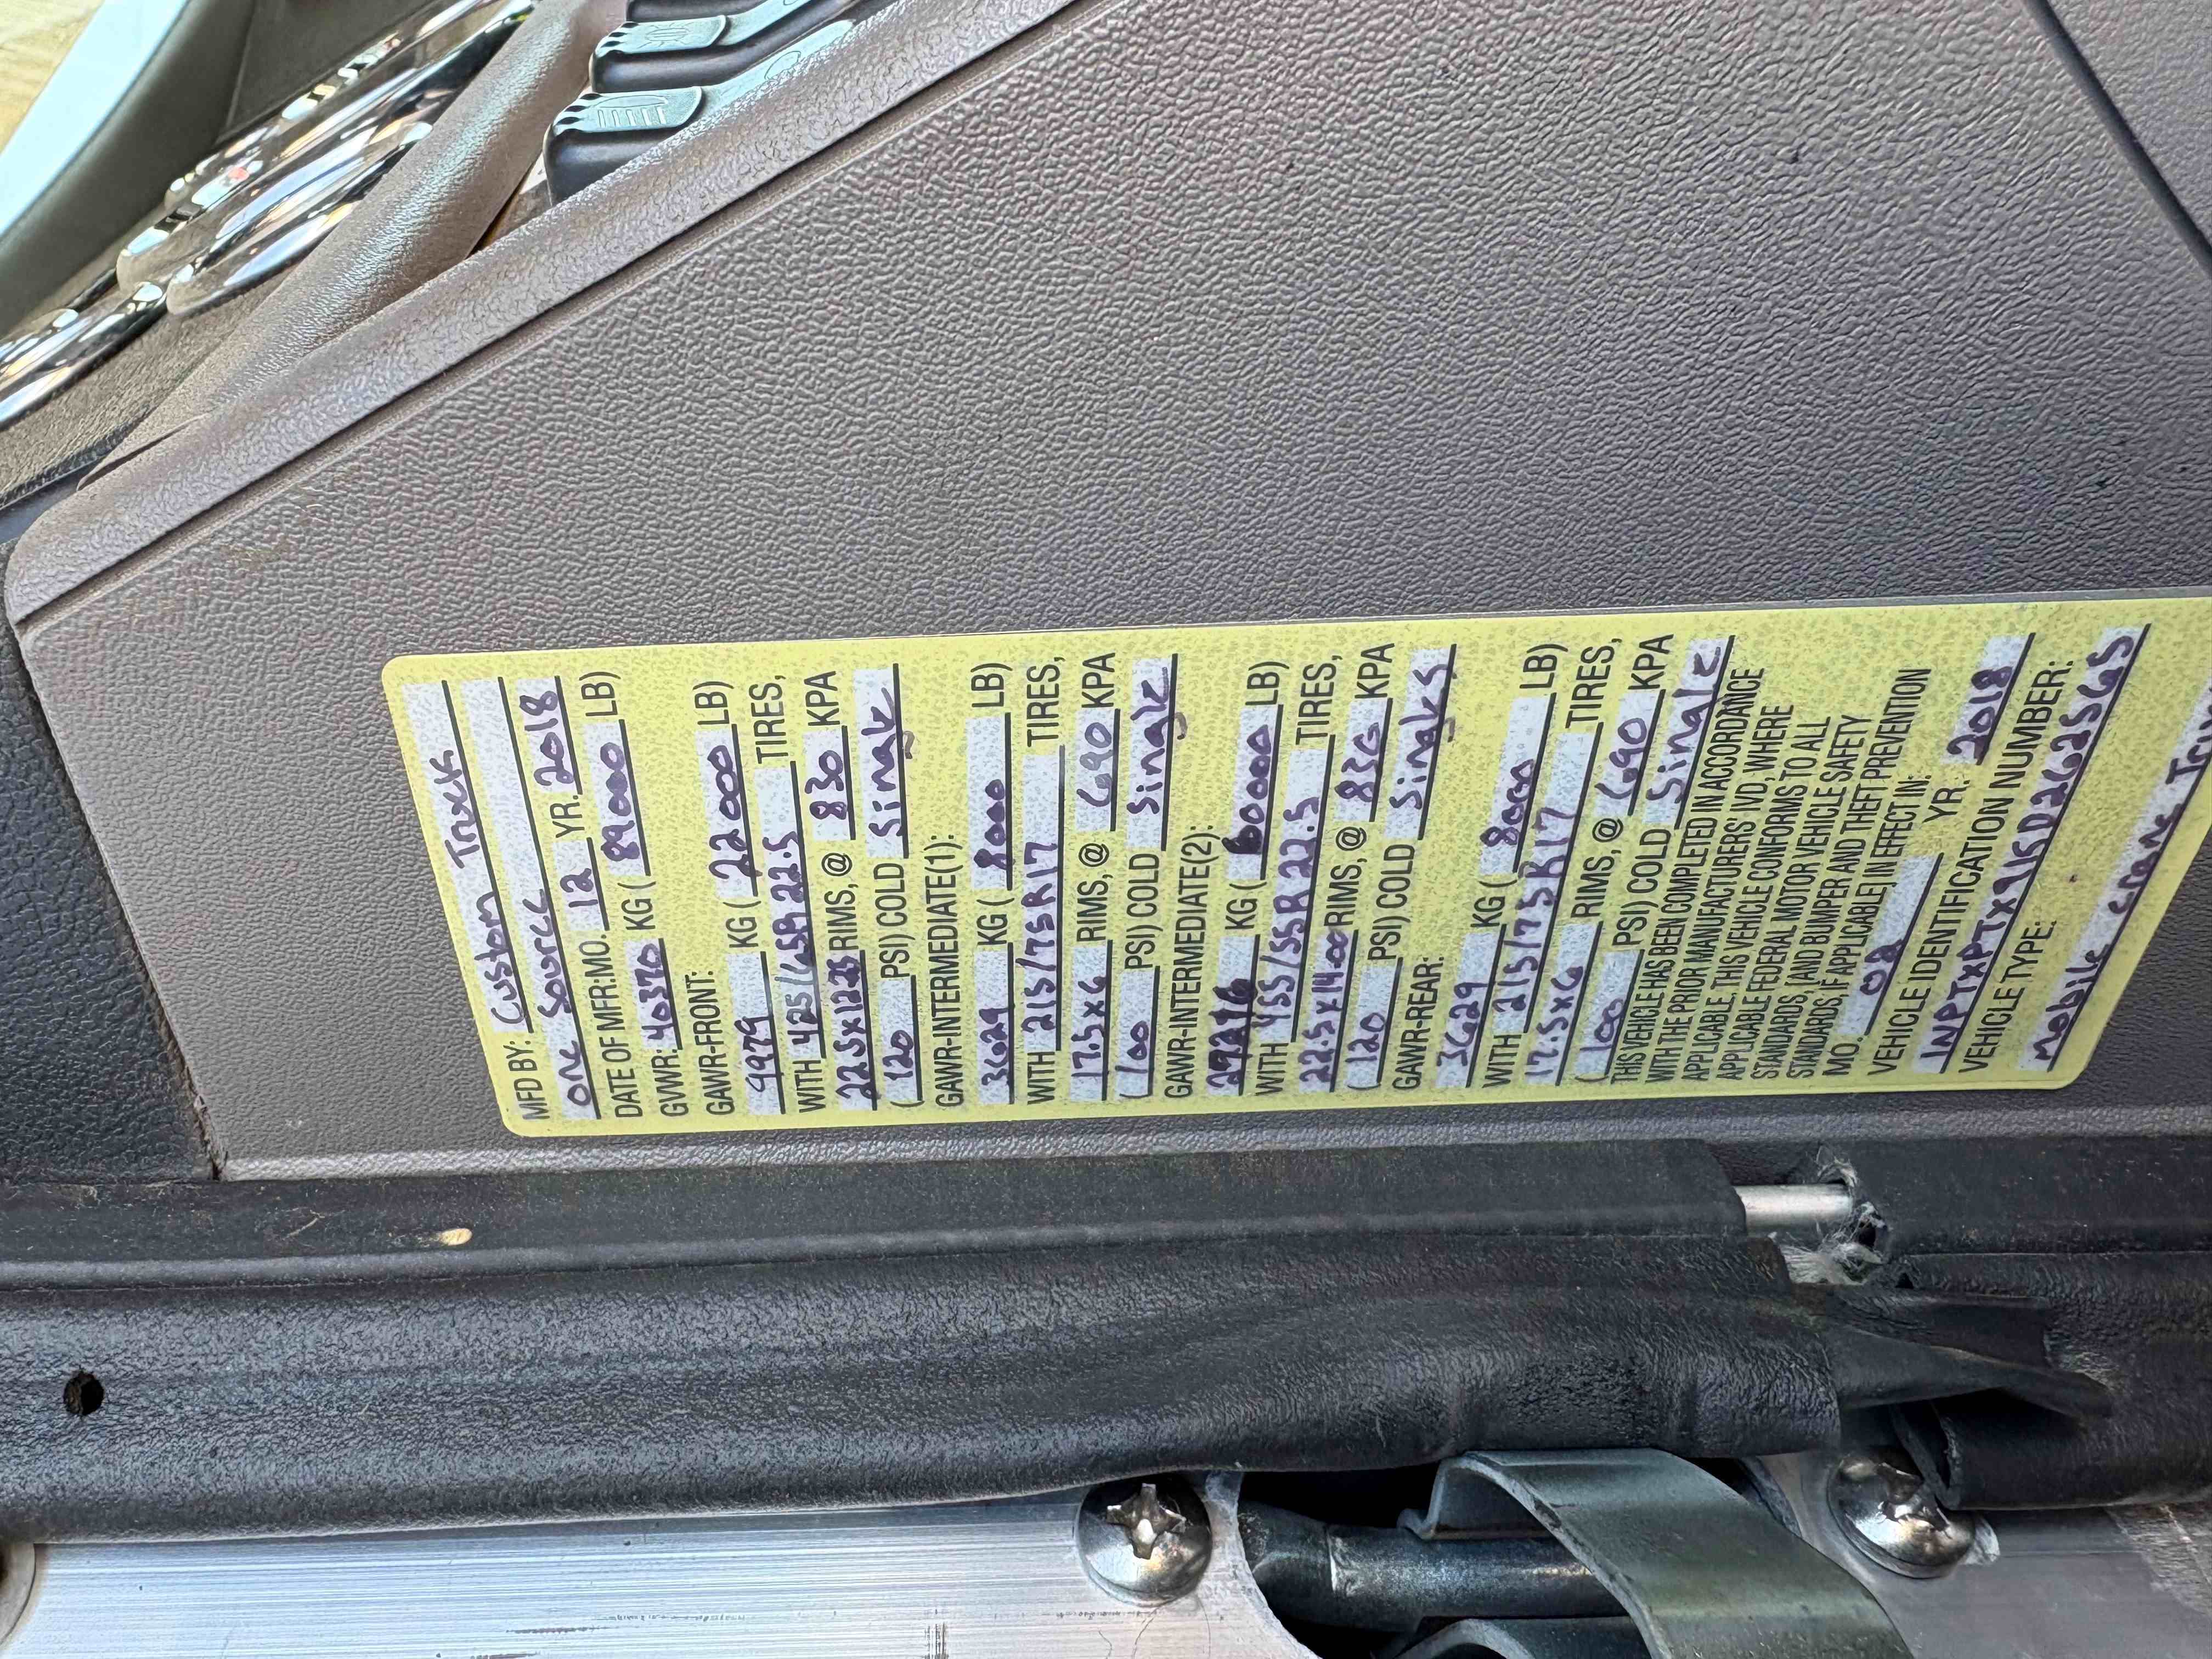 MFD BY: Custom Truck
One Source
DATE OF MFR:MO. 12 YR. 2018
GVWR: 40370 KG ( 89000 LB)
GAWR-FRONT:
9979 KG ( 22000 LB)
WITH 425/65R 22.5 TIRES,
22.5x12.25 RIMS, @ 830 KPA
( 120 PSI) COLD Single
GAWR-INTERMEDIATE(1):
3629 KG ( 8000 LB)
WITH 215/75R17 TIRES,
17.5x6 RIMS, @ 690 KPA
( 100 PSI) COLD Single
GAWR-INTERMEDIATE(2):
KG ( LB)
WITH 455/55R 22.5 TIRES,
22.5x14.00 RIMS, @ 830 KPA
( 120 PSI) COLD Singles
GAWR-REAR:
3629 KG ( 8000 LB)
WITH 215/75R17 TIRES,
17.5x6 RIMS, @ 690 KPA
( 100 PSI) COLD Single
THIS VEHICLE HAS BEEN COMPLETED IN ACCORDANCE
WITH THE PRIOR MANUFACTURERS' IVD, WHERE
APPLICABLE. THIS VEHICLE CONFORMS TO ALL
APPLICABLE FEDERAL MOTOR VEHICLE SAFETY
STANDARDS, [AND BUMPER AND THEFT PREVENTION
STANDARDS, IF APPLICABLE] IN EFFECT IN:
MO. 02 YR. 2018
VEHICLE IDENTIFICATION NUMBER:
1NPTXPTX9JD262565
VEHICLE TYPE:
Mobile Crane